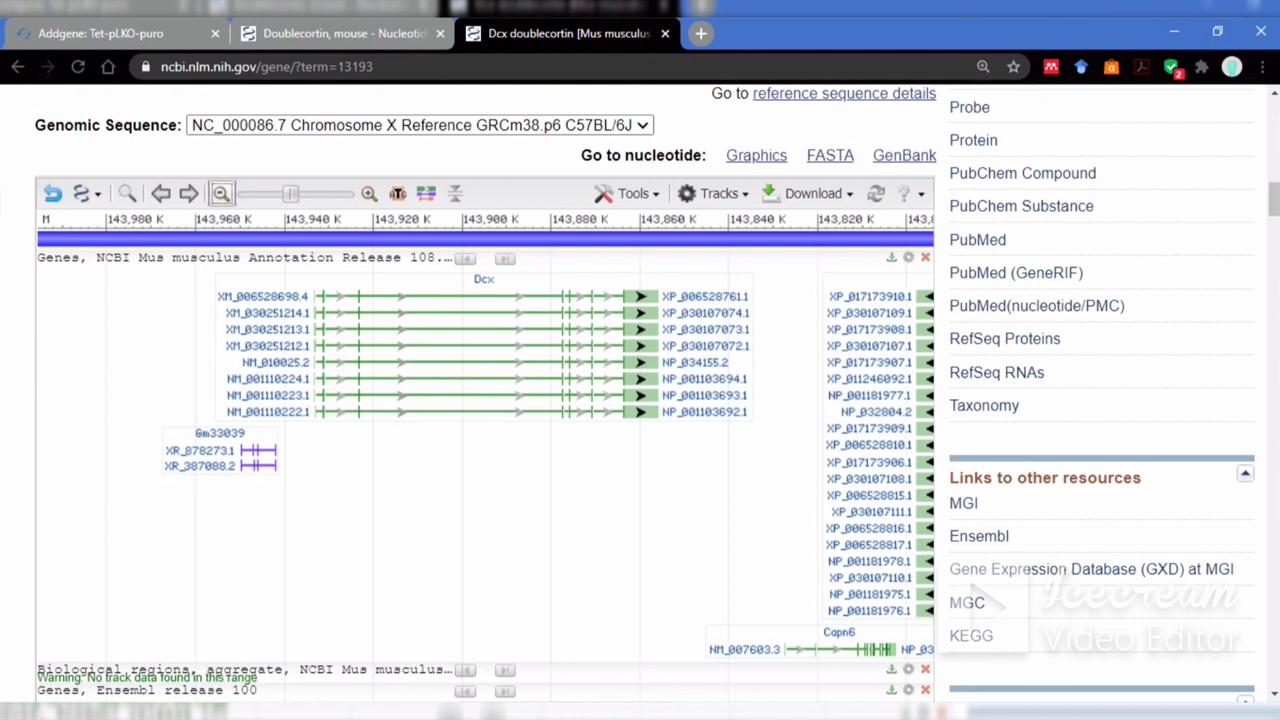 Addgene: Tet-pLKO-puro
Doublecortin, mouse - Nucleotid
Dcx doublecortin [Mus musculus
ncbi.nlm.nih.gov/gene/?term=13193
2
Go to reference sequence details
Genomic Sequence: NC_000086.7 Chromosome X Reference GRCm38.p6 C57BL/6J
Go to nucleotide: Graphics FASTA GenBank
Tools Tracks Download ?
M 143,980 K 143,960 K 143,940 K 143,920 K 143,900 K 143,880 K 143,860 K 143,840 K 143,820 K 143,8
Genes, NCBI Mus musculus Annotation Release 108...
Dcx
XM_006528698.4 XP_006528761.1
XM_030251214.1 XP_030107074.1
XM_030251213.1 XP_030107073.1
XM_030251212.1 XP_030107072.1
NM_010025.2 NP_034155.2
NM_001110224.1 NP_001103694.1
NM_001110223.1 NP_001103693.1
NM_001110222.1 NP_001103692.1
Gm33039
XR_878273.1
XR_387088.2
XP_017173910.1
XP_030107109.1
XP_017173908.1
XP_030107107.1
XP_017173907.1
XP_011246092.1
NP_001181977.1
NP_032804.2
XP_017173909.1
XP_006528810.1
XP_017173906.1
XP_030107108.1
XP_006528815.1
XP_030107111.1
XP_006528816.1
XP_006528817.1
NP_001181978.1
XP_030107110.1
NP_001181975.1
NP_001181976.1
Capn6
NM_007603.3 NP_03
Biological regions, aggregate, NCBI Mus musculus...
Warning: No track data found in this range
Genes, Ensembl release 100
Probe
Protein
PubChem Compound
PubChem Substance
PubMed
PubMed (GeneRIF)
PubMed(nucleotide/PMC)
RefSeq Proteins
RefSeq RNAs
Taxonomy
Links to other resources
MGI
Ensembl
Gene Expression Database (GXD) at MGI
MGC
KEGG
Icecream
Video Editor